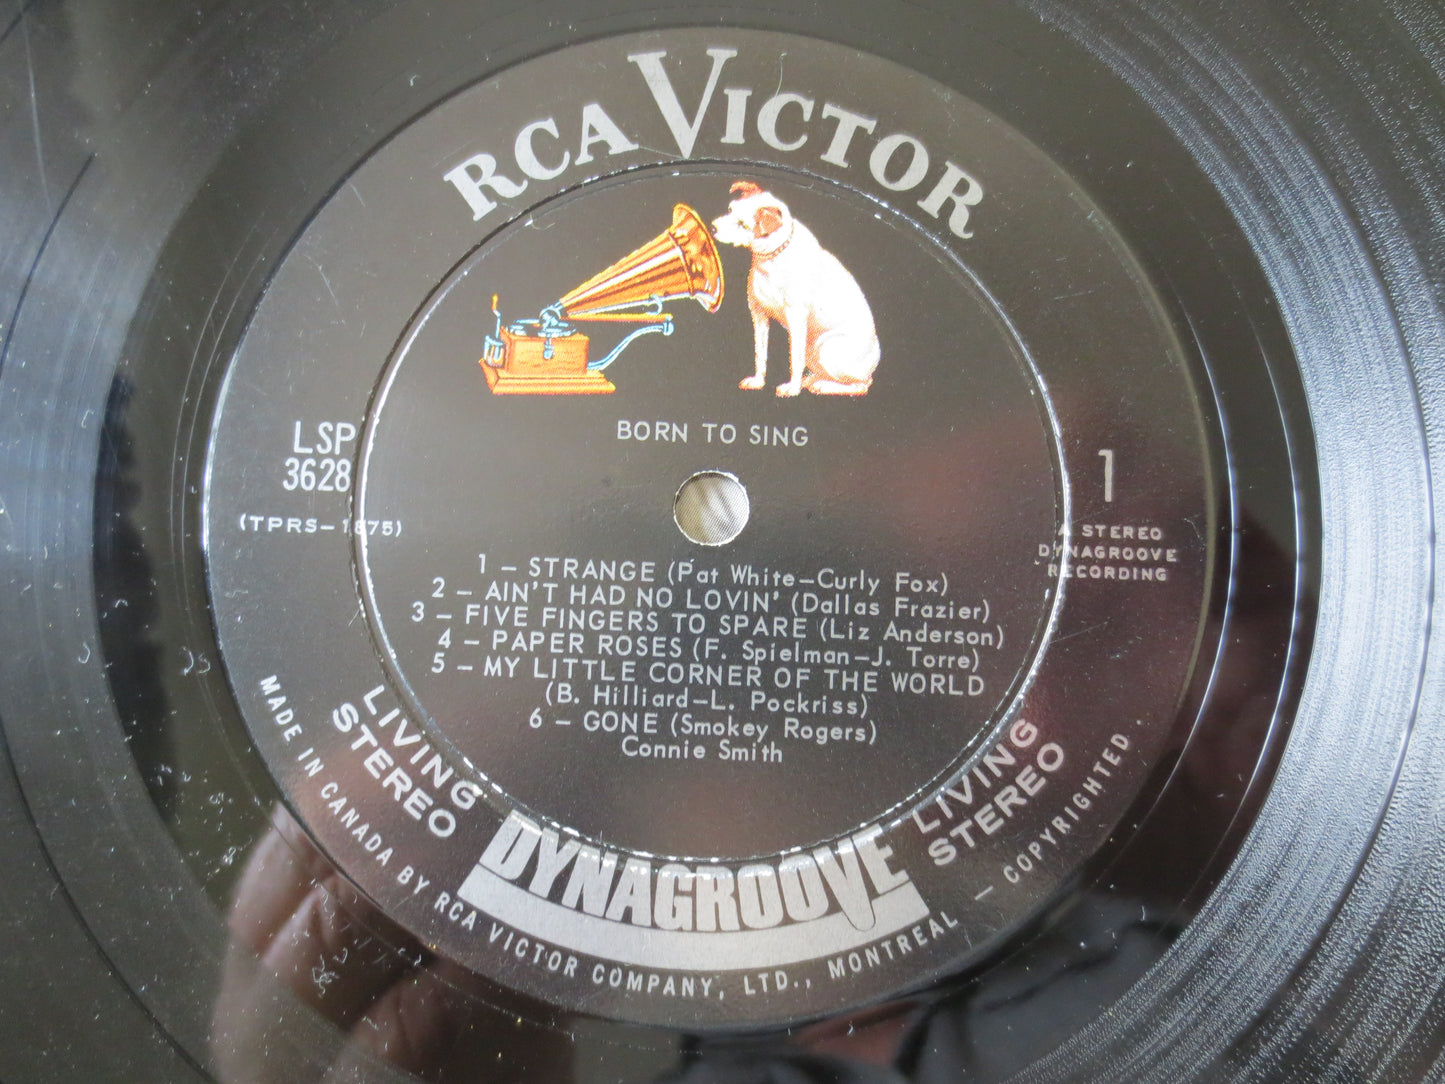 RCA VICTOR
BORN TO SING
LSP
3628
(TPRS-1875)
1
A STEREO
DYNAGROOVE
RECORDING
1 – STRANGE (Pat White–Curly Fox)
2 – AIN'T HAD NO LOVIN' (Dallas Frazier)
3 – FIVE FINGERS TO SPARE (Liz Anderson)
4 – PAPER ROSES (F. Spielman–J. Torre)
5 – MY LITTLE CORNER OF THE WORLD
(B. Hilliard–L. Pockriss)
6 – GONE (Smokey Rogers)
Connie Smith
LIVING
STEREO
LIVING
STEREO
DYNAGROOVE
MADE IN CANADA BY RCA VICTOR COMPANY, LTD., MONTREAL – COPYRIGHTED